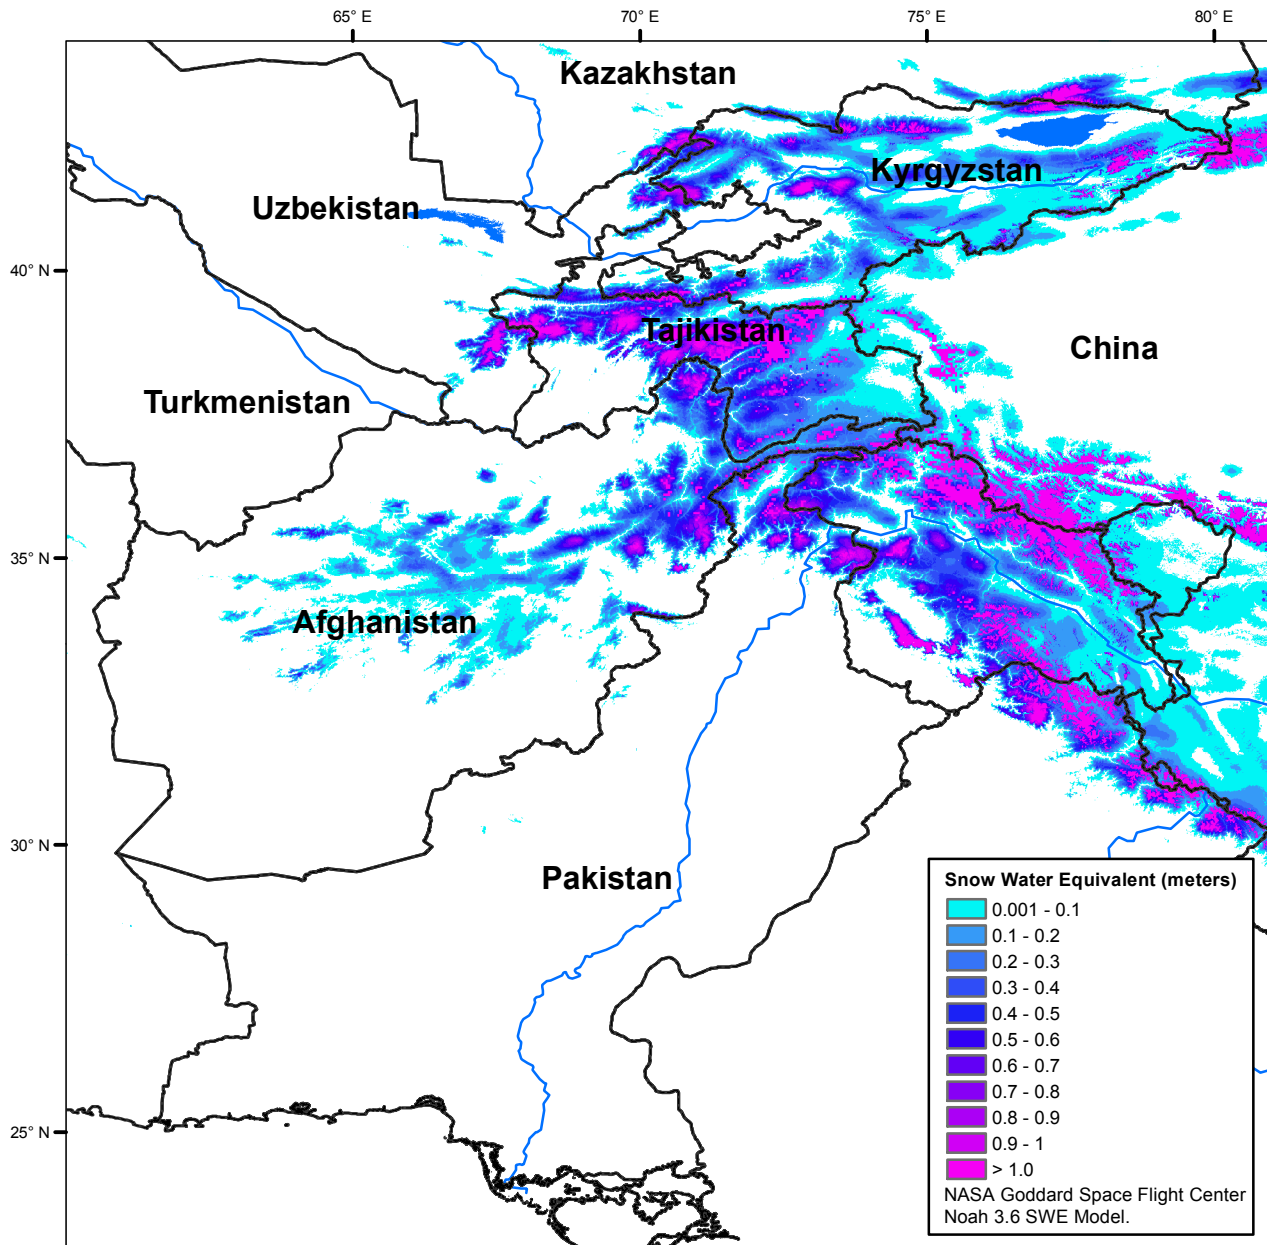 65° E
70° E
75° E
80° E
Kazakhstan
Kyrgyzstan
Uzbekistan
40° N
Tajikistan
China
Turkmenistan
35° N
Afghanistan
30° N
Pakistan
25° N
Snow Water Equivalent (meters)
0.001 - 0.1
0.1 - 0.2
0.2 - 0.3
0.3 - 0.4
0.4 - 0.5
0.5 - 0.6
0.6 - 0.7
0.7 - 0.8
0.8 - 0.9
0.9 - 1
> 1.0
NASA Goddard Space Flight Center
Noah 3.6 SWE Model.